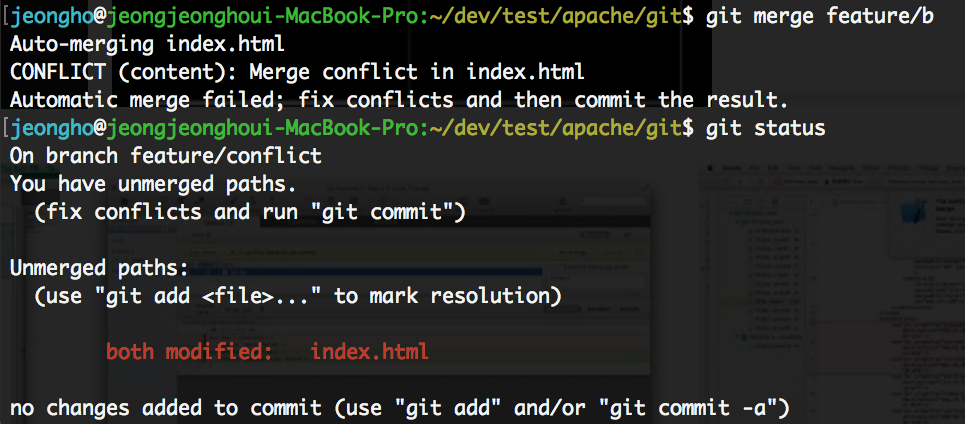 [jeongho@jeongjeonghoui-MacBook-Pro:~/dev/test/apache/git$ git merge feature/b
Auto-merging index.html
CONFLICT (content): Merge conflict in index.html
Automatic merge failed; fix conflicts and then commit the result.
[jeongho@jeongjeonghoui-MacBook-Pro:~/dev/test/apache/git$ git status
On branch feature/conflict
You have unmerged paths.
  (fix conflicts and run "git commit")

Unmerged paths:
  (use "git add <file>..." to mark resolution)

        both modified:   index.html

no changes added to commit (use "git add" and/or "git commit -a")